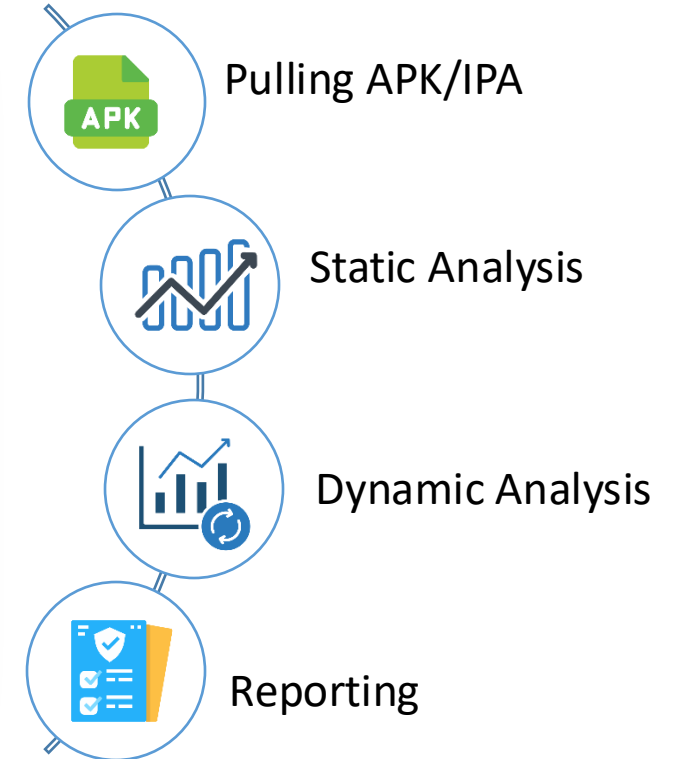 APK
Pulling APK/IPA
Static Analysis
Dynamic Analysis
Reporting